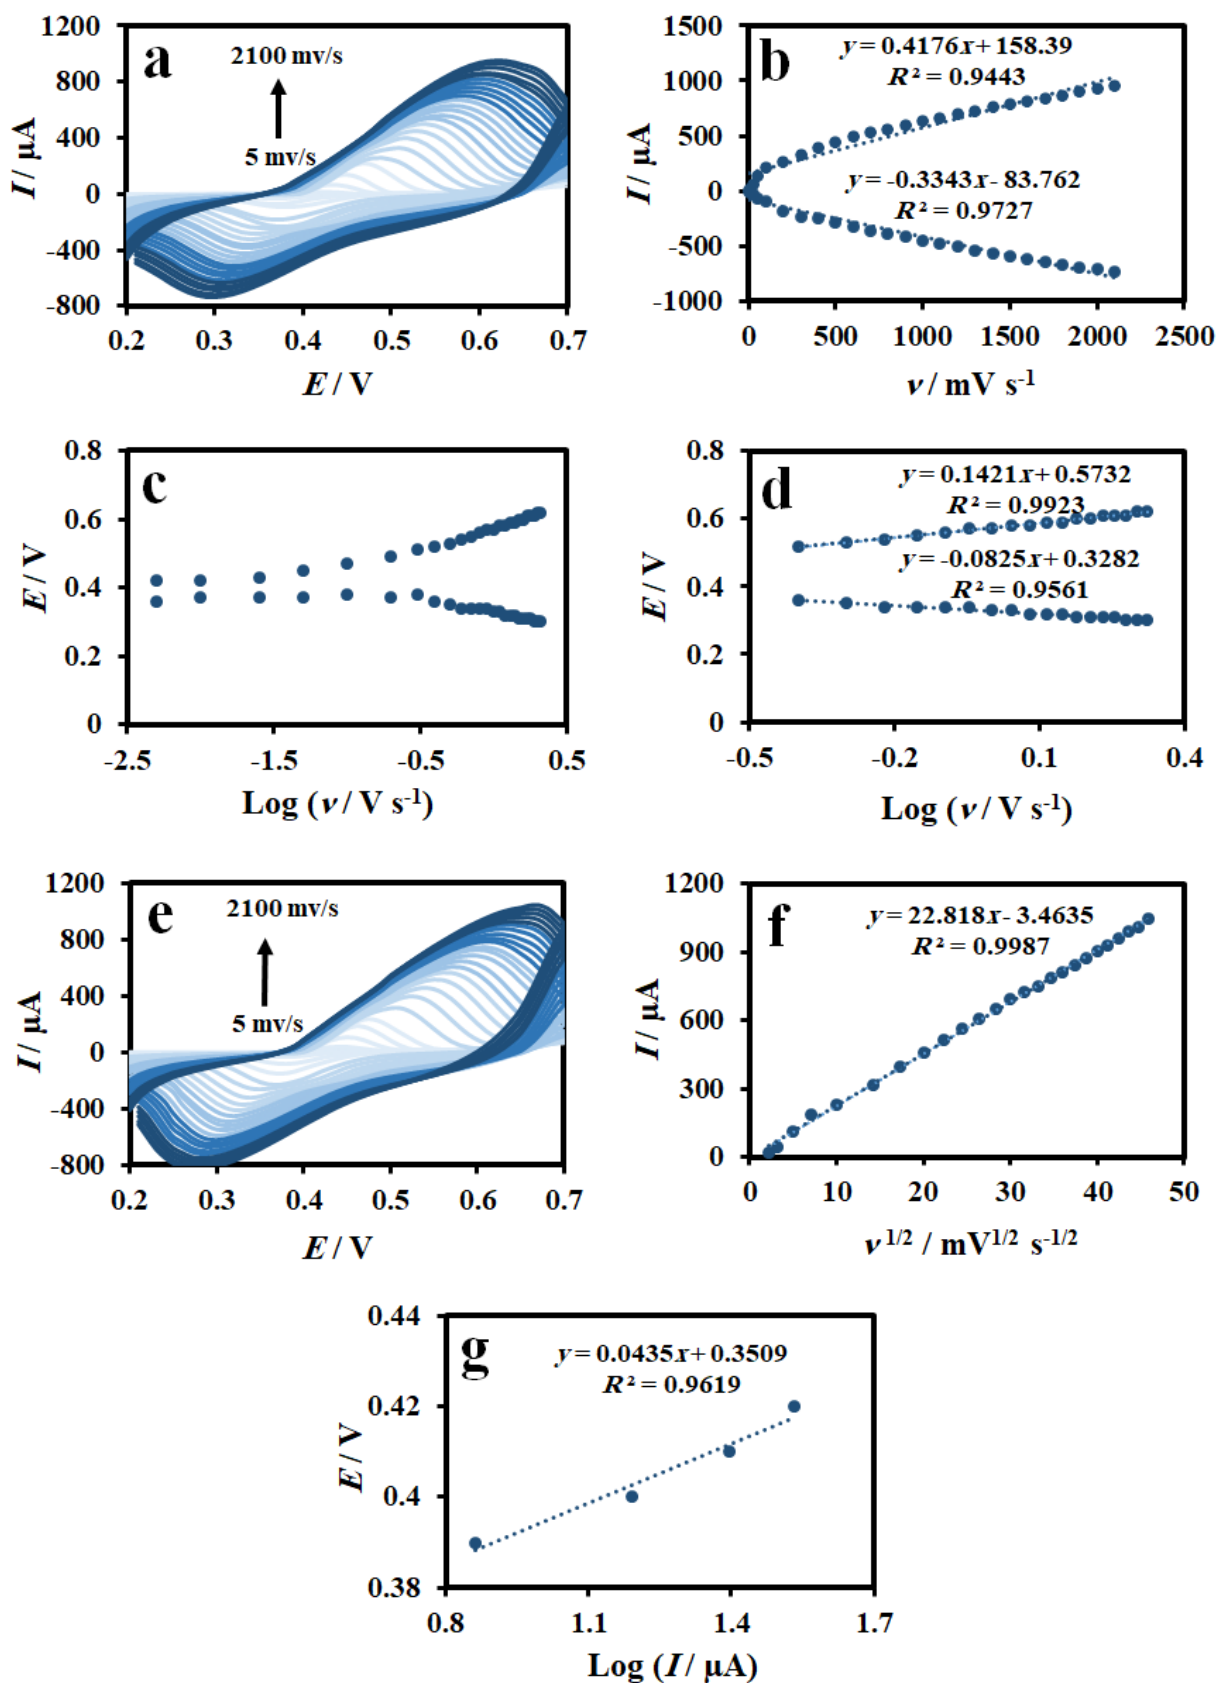 a
2100 mv/s
5 mv/s
1200
800
400
0
-400
-800
0.2 0.3 0.4 0.5 0.6 0.7
I / µA
E / V
b
y = 0.4176x + 158.39
R² = 0.9443
y = -0.3343x - 83.762
R² = 0.9727
1500
1000
500
0
-500
-1000
0 500 1000 1500 2000 2500
I / µA
ν / mV s⁻¹
c
0.8
0.6
0.4
0.2
0
-2.5 -1.5 -0.5 0.5
E / V
Log (ν / V s⁻¹)
d
y = 0.1421x + 0.5732
R² = 0.9923
y = -0.0825x + 0.3282
R² = 0.9561
0.8
0.6
0.4
0.2
0
-0.5 -0.2 0.1 0.4
E / V
Log (ν / V s⁻¹)
e
2100 mv/s
5 mv/s
1200
800
400
0
-400
-800
0.2 0.3 0.4 0.5 0.6 0.7
I / µA
E / V
f
y = 22.818x - 3.4635
R² = 0.9987
1200
900
600
300
0
0 10 20 30 40 50
I / µA
ν ¹/² / mV¹/² s⁻¹/²
g
y = 0.0435x + 0.3509
R² = 0.9619
0.44
0.42
0.4
0.38
0.8 1.1 1.4 1.7
E / V
Log (I / µA)